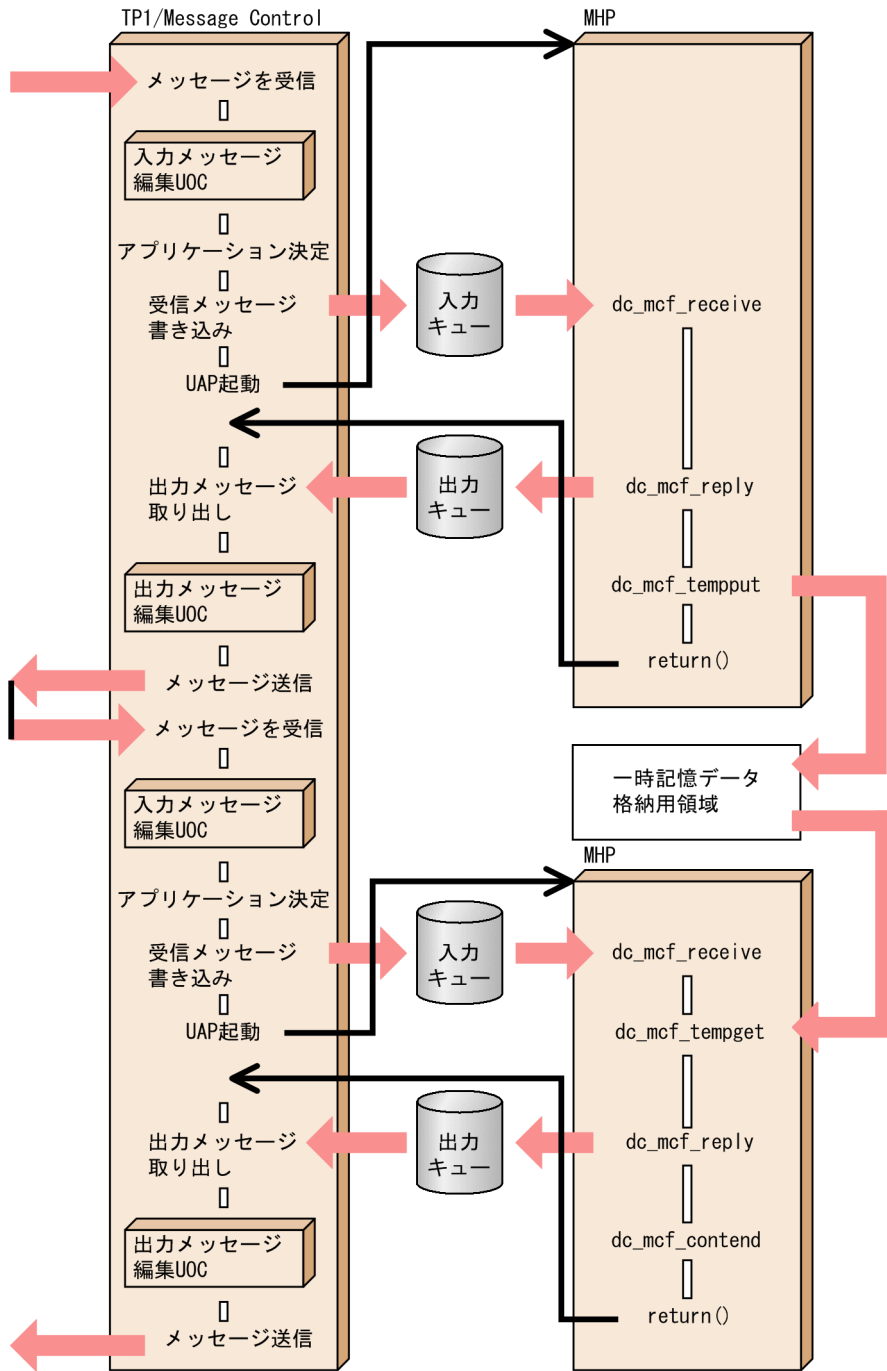 TP1/Message Control
MHP
メッセージを受信
入力メッセージ
編集UOC
アプリケーション決定
受信メッセージ
書き込み
入力
キュー
dc_mcf_receive
UAP起動
出力メッセージ
取り出し
出力
キュー
dc_mcf_reply
出力メッセージ
編集UOC
dc_mcf_tempput
メッセージ送信
return()
メッセージを受信
一時記憶データ
格納用領域
入力メッセージ
編集UOC
MHP
アプリケーション決定
受信メッセージ
書き込み
入力
キュー
dc_mcf_receive
UAP起動
dc_mcf_tempget
出力メッセージ
取り出し
出力
キュー
dc_mcf_reply
出力メッセージ
編集UOC
dc_mcf_contend
メッセージ送信
return()